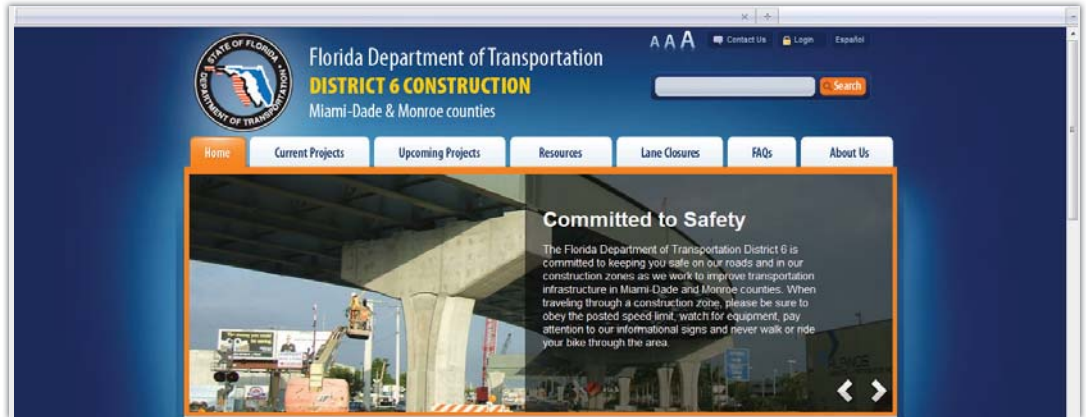 STATE OF FLORIDA
DEPARTMENT OF TRANSPORTATION
Florida Department of Transportation
DISTRICT 6 CONSTRUCTION
Miami-Dade & Monroe counties
A A A
Contact Us
Login
Español
Search
Home
Current Projects
Upcoming Projects
Resources
Lane Closures
FAQs
About Us
Committed to Safety
The Florida Department of Transportation District 6 is
committed to keeping you safe on our roads and in our
construction zones as we work to improve transportation
infrastructure in Miami-Dade and Monroe counties. When
traveling through a construction zone, please be sure to
obey the posted speed limit, watch for equipment, pay
attention to our informational signs and never walk or ride
your bike through the area.